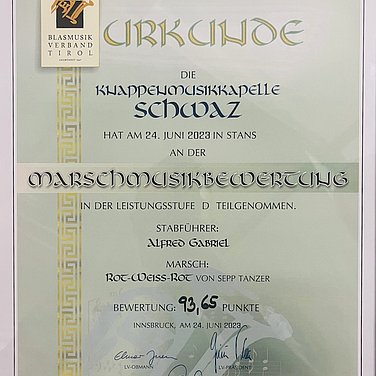 BLASMUSIK
VERBAND
TIROL
URKUNDE
DIE
KNAPPENMUSIKKAPELLE
SCHWAZ
HAT AM 24. JUNI 2023 IN STANS
AN DER
MARSCHMUSIKBEWERTUNG
IN DER LEISTUNGSSTUFE D TEILGENOMMEN.
STABFÜHRER:
ALFRED GABRIEL
MARSCH:
ROT-WEISS-ROT VON SEPP TANZER
BEWERTUNG: 93,65 PUNKTE
INNSBRUCK, AM 24. JUNI 2023
LV-OBMANN LV-PRÄSIDENT